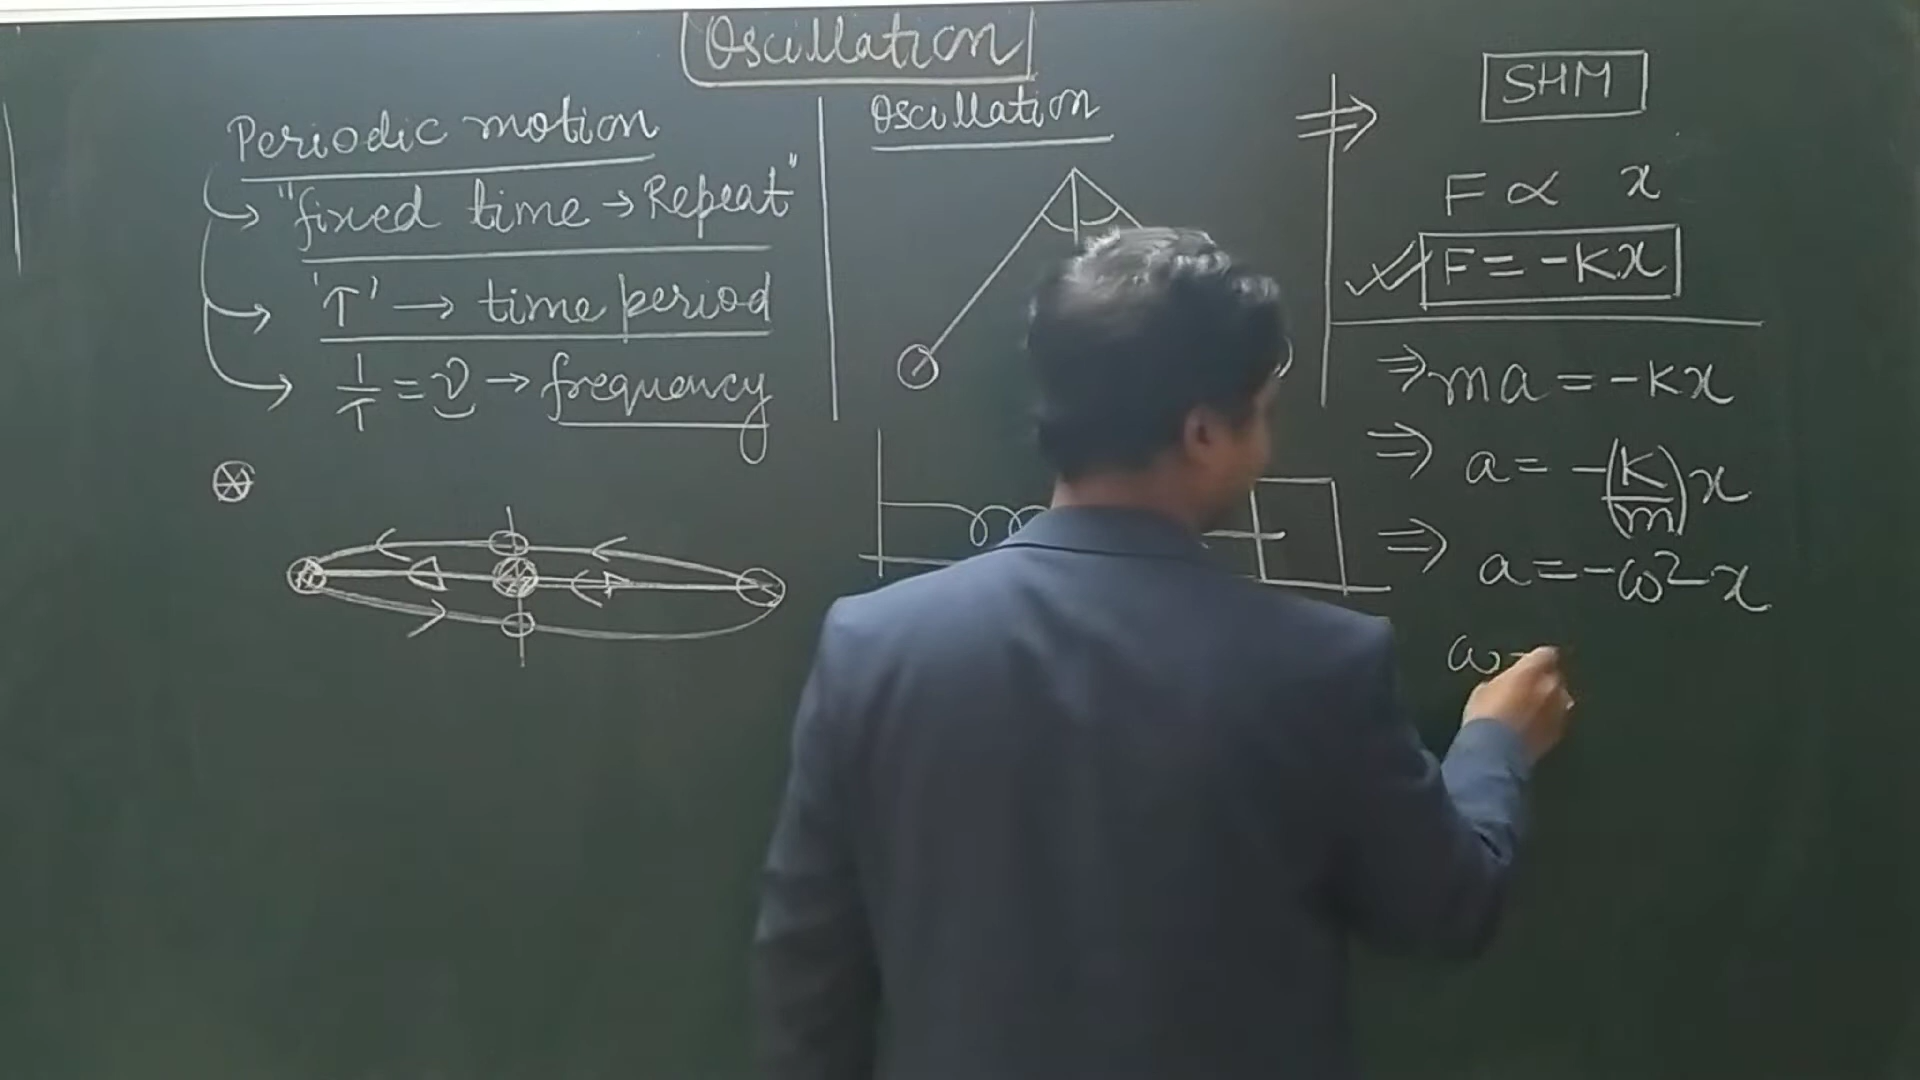 Oscillation
Periodic motion
"fixed time → Repeat"
'T' → time period
1/T = ν → frequency
Oscillation
⇒ SHM
F ∝ x
F = -Kx
⇒ ma = -Kx
⇒ a = -(K/m)x
⇒ a = -ω²x
ω =